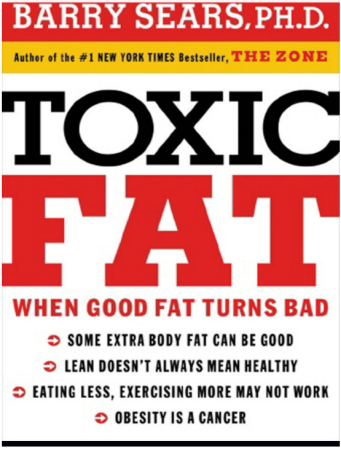 BARRY SEARS, PH.D.
Author of the #1 NEW YORK TIMES Bestseller, THE ZONE
TOXIC
FAT
WHEN GOOD FAT TURNS BAD
SOME EXTRA BODY FAT CAN BE GOOD
LEAN DOESN'T ALWAYS MEAN HEALTHY
EATING LESS, EXERCISING MORE MAY NOT WORK
OBESITY IS A CANCER